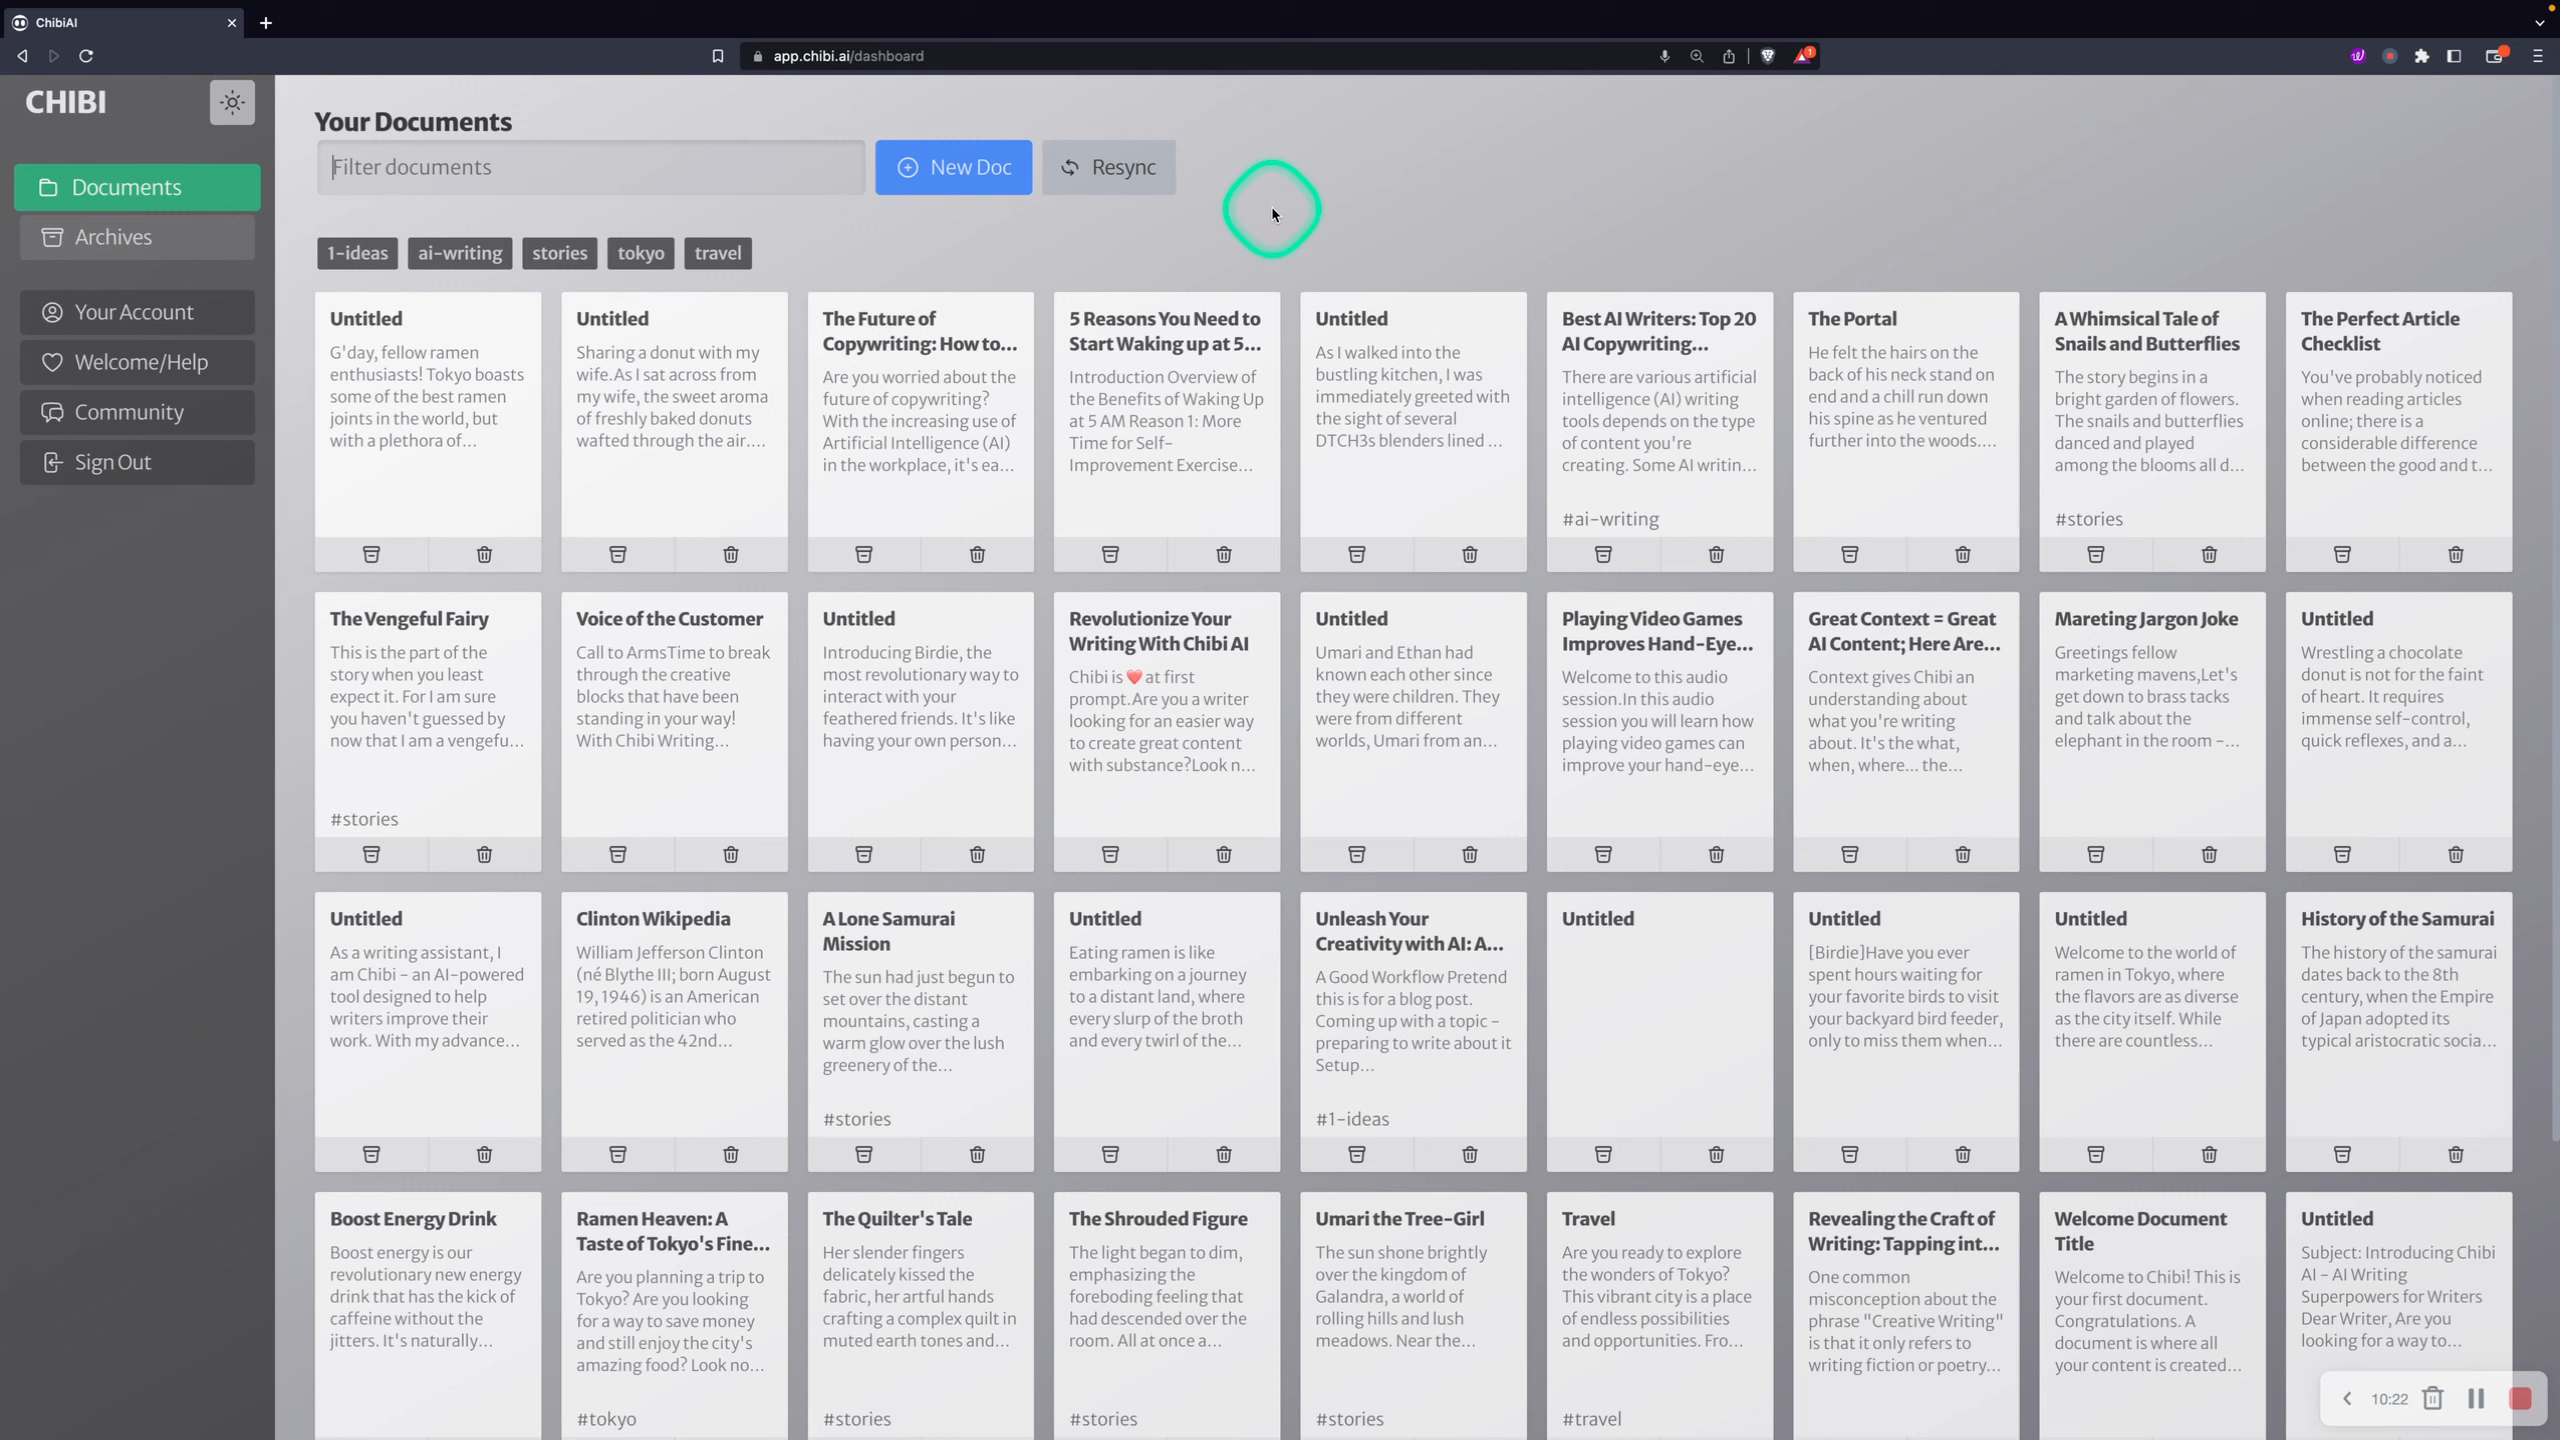 ChibiAI
app.chibi.ai/dashboard
1
CHIBI
Documents
Archives
Your Account
Welcome/Help
Community
Sign Out
Your Documents
Filter documents
New Doc
Resync
1-ideas
ai-writing
stories
tokyo
travel
Untitled
G'day, fellow ramen
enthusiasts! Tokyo boasts
some of the best ramen
joints in the world, but
with a plethora of...
Untitled
Sharing a donut with my
wife.As I sat across from
my wife, the sweet aroma
of freshly baked donuts
wafted through the air....
The Future of
Copywriting: How to...
Are you worried about the
future of copywriting?
With the increasing use of
Artificial Intelligence (AI)
in the workplace, it's ea...
5 Reasons You Need to
Start Waking up at 5...
Introduction Overview of
the Benefits of Waking Up
at 5 AM Reason 1: More
Time for Self-
Improvement Exercise...
Untitled
As I walked into the
bustling kitchen, I was
immediately greeted with
the sight of several
DTCH3s blenders lined ...
Best AI Writers: Top 20
AI Copywriting...
There are various artificial
intelligence (AI) writing
tools depends on the type
of content you're
creating. Some AI writin...
#ai-writing
The Portal
He felt the hairs on the
back of his neck stand on
end and a chill run down
his spine as he ventured
further into the woods....
A Whimsical Tale of
Snails and Butterflies
The story begins in a
bright garden of flowers.
The snails and butterflies
danced and played
among the blooms all d...
#stories
The Perfect Article
Checklist
You've probably noticed
when reading articles
online; there is a
considerable difference
between the good and t...
The Vengeful Fairy
This is the part of the
story when you least
expect it. For I am sure
you haven't guessed by
now that I am a vengefu...
#stories
Voice of the Customer
Call to ArmsTime to break
through the creative
blocks that have been
standing in your way!
With Chibi Writing...
Untitled
Introducing Birdie, the
most revolutionary way to
interact with your
feathered friends. It's like
having your own person...
Revolutionize Your
Writing With Chibi AI
Chibi is ❤️ at first
prompt.Are you a writer
looking for an easier way
to create great content
with substance?Look n...
Untitled
Umari and Ethan had
known each other since
they were children. They
were from different
worlds, Umari from an...
Playing Video Games
Improves Hand-Eye...
Welcome to this audio
session.In this audio
session you will learn how
playing video games can
improve your hand-eye...
Great Context = Great
AI Content; Here Are...
Context gives Chibi an
understanding about
what you're writing
about. It's the what,
when, where... the...
Mareting Jargon Joke
Greetings fellow
marketing mavens,Let's
get down to brass tacks
and talk about the
elephant in the room -...
Untitled
Wrestling a chocolate
donut is not for the faint
of heart. It requires
immense self-control,
quick reflexes, and a...
Untitled
As a writing assistant, I
am Chibi - an AI-powered
tool designed to help
writers improve their
work. With my advance...
Clinton Wikipedia
William Jefferson Clinton
(né Blythe III; born August
19, 1946) is an American
retired politician who
served as the 42nd...
A Lone Samurai
Mission
The sun had just begun to
set over the distant
mountains, casting a
warm glow over the lush
greenery of the...
#stories
Untitled
Eating ramen is like
embarking on a journey
to a distant land, where
every slurp of the broth
and every twirl of the...
Unleash Your
Creativity with AI: A...
A Good Workflow Pretend
this is for a blog post.
Coming up with a topic -
preparing to write about it
Setup...
#1-ideas
Untitled
Untitled
[Birdie]Have you ever
spent hours waiting for
your favorite birds to visit
your backyard bird feeder,
only to miss them when...
Untitled
Welcome to the world of
ramen in Tokyo, where
the flavors are as diverse
as the city itself. While
there are countless...
History of the Samurai
The history of the samurai
dates back to the 8th
century, when the Empire
of Japan adopted its
typical aristocratic socia...
Boost Energy Drink
Boost energy is our
revolutionary new energy
drink that has the kick of
caffeine without the
jitters. It's naturally...
Ramen Heaven: A
Taste of Tokyo's Fine...
Are you planning a trip to
Tokyo? Are you looking
for a way to save money
and still enjoy the city's
amazing food? Look no...
#tokyo
The Quilter's Tale
Her slender fingers
delicately kissed the
fabric, her artful hands
crafting a complex quilt in
muted earth tones and...
#stories
The Shrouded Figure
The light began to dim,
emphasizing the
foreboding feeling that
had descended over the
room. All at once a...
#stories
Umari the Tree-Girl
The sun shone brightly
over the kingdom of
Galandra, a world of
rolling hills and lush
meadows. Near the...
#stories
Travel
Are you ready to explore
the wonders of Tokyo?
This vibrant city is a place
of endless possibilities
and opportunities. Fro...
#travel
Revealing the Craft of
Writing: Tapping int...
One common
misconception about the
phrase "Creative Writing"
is that it only refers to
writing fiction or poetry...
Welcome Document
Title
Welcome to Chibi! This is
your first document.
Congratulations. A
document is where all
your content is created...
Untitled
Subject: Introducing Chibi
AI - AI Writing
Superpowers for Writers
Dear Writer, Are you
looking for a way to...
10:22